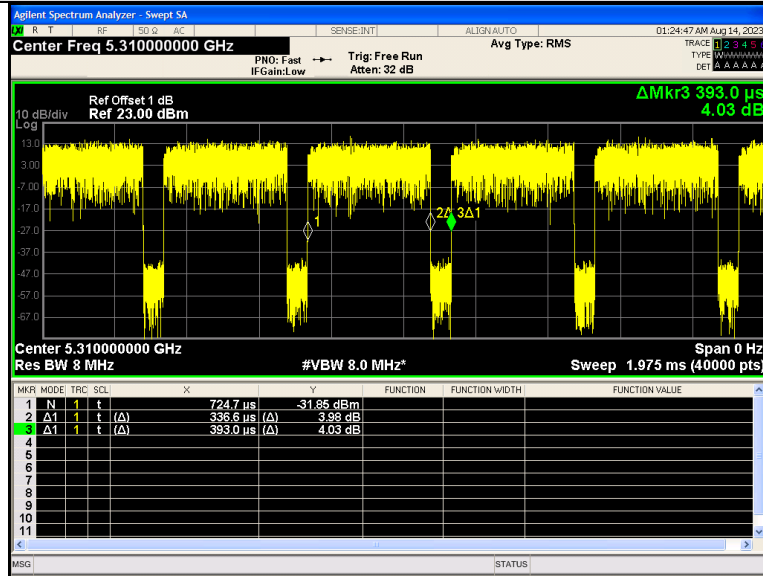 Agilent Spectrum Analyzer - Swept SA
R T RF 50 Ω AC SENSE:INT ALIGN AUTO 01:24:47 AM Aug 14, 2023
Center Freq 5.310000000 GHz Avg Type: RMS TRACE 1 2 3 4 5
PNO: Fast Trig: Free Run TYPE W
IFGain:Low Atten: 32 dB DET A A A A A
ΔMkr3 393.0 µs
Ref Offset 1 dB 4.03 dB
10 dB/div Ref 23.00 dBm
Log
13.0
3.00
-7.00
-17.0
2Δ 3Δ1
1
-27.0
-37.0
-47.0
-57.0
-67.0
Center 5.310000000 GHz Span 0 Hz
Res BW 8 MHz #VBW 8.0 MHz* Sweep 1.975 ms (40000 pts)
MKR MODE TRC SCL X Y FUNCTION FUNCTION WIDTH FUNCTION VALUE
1 N 1 t 724.7 µs -31.85 dBm
2 Δ1 1 t (Δ) 336.6 µs (Δ) 3.98 dB
3 Δ1 1 t (Δ) 393.0 µs (Δ) 4.03 dB
4
5
6
7
8
9
10
11
MSG STATUS